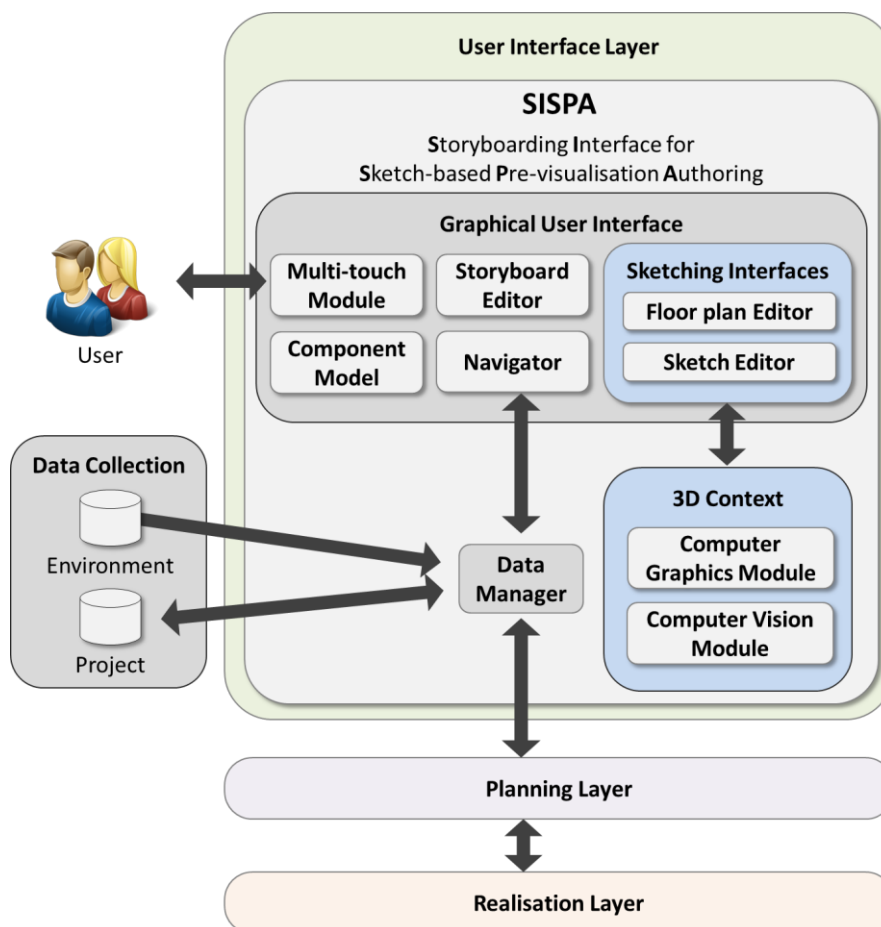 User Interface Layer
SISPA
Storyboarding Interface for
Sketch-based Pre-visualisation Authoring
Graphical User Interface
Multi-touch
Module
Storyboard
Editor
Sketching Interfaces
Floor plan Editor
Component
Model
Navigator
Sketch Editor
User
Data Collection
Environment
Project
Data
Manager
3D Context
Computer
Graphics Module
Computer Vision
Module
Planning Layer
Realisation Layer